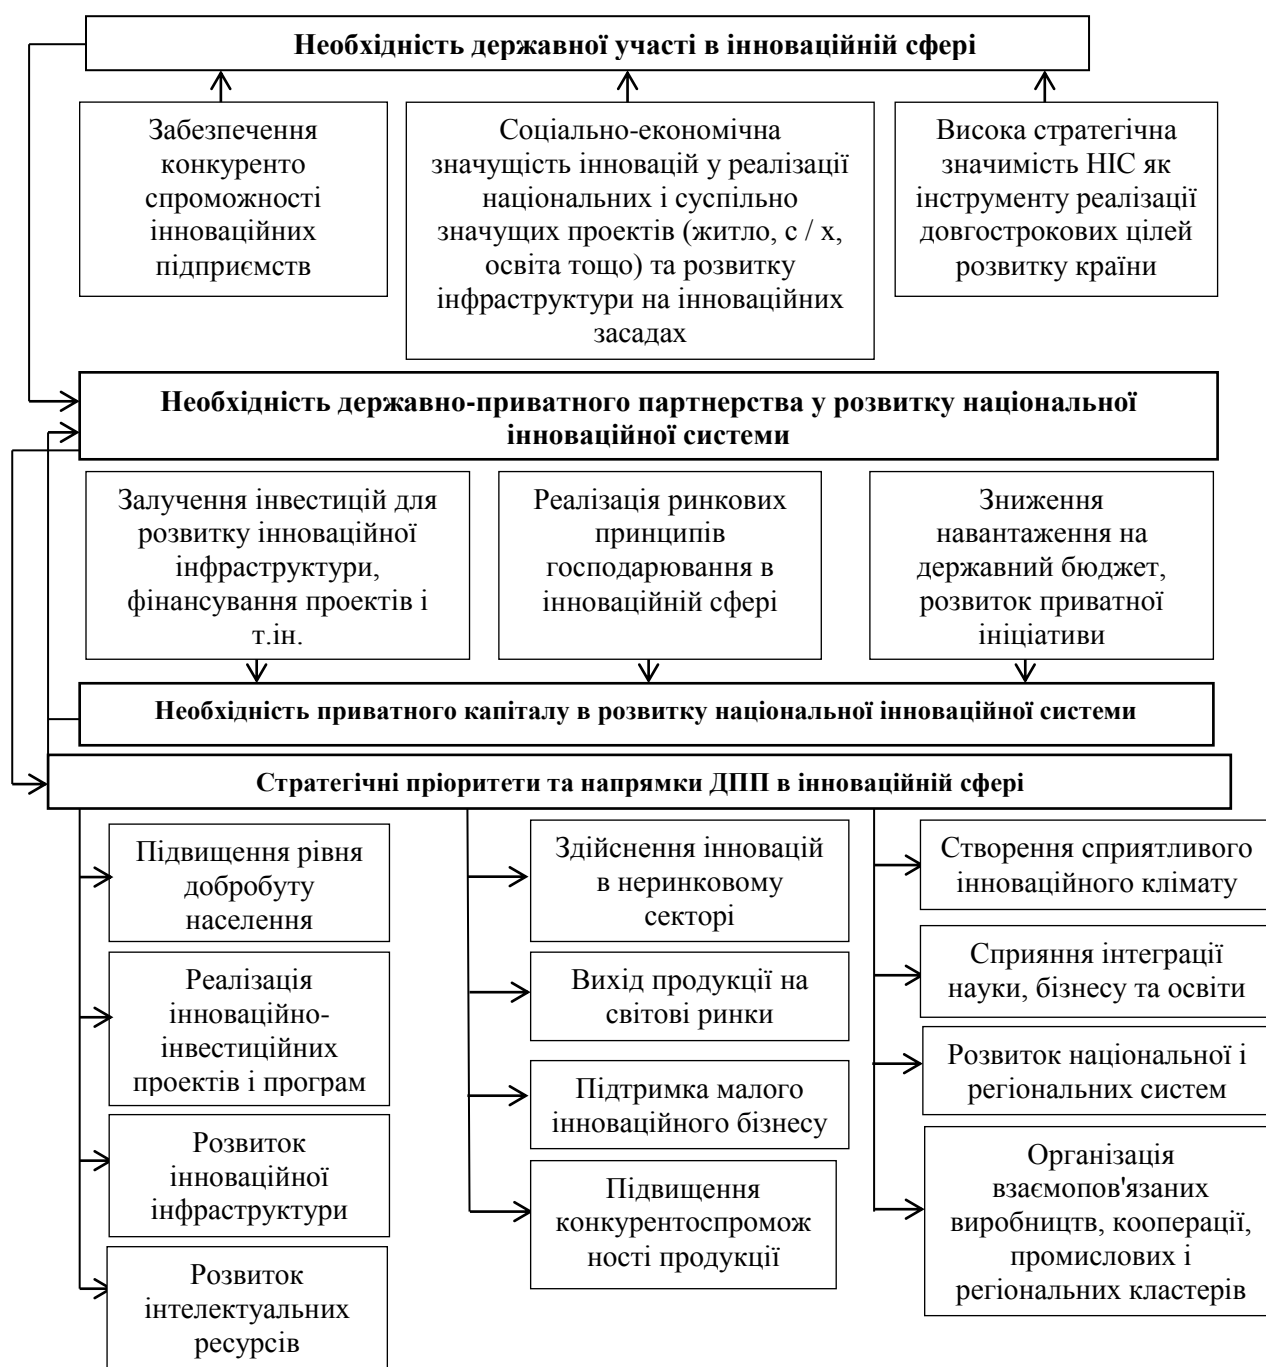 Необхідність державної участі в інноваційній сфері
Забезпечення
конкуренто
спроможності
інноваційних
підприємств
Соціально-економічна
значущість інновацій у реалізації
національних і суспільно
значущих проектів (житло, с / х,
освіта тощо) та розвитку
інфраструктури на інноваційних
засадах
Висока стратегічна
значимість НІС як
інструменту реалізації
довгострокових цілей
розвитку країни
Необхідність державно-приватного партнерства у розвитку національної
інноваційної системи
Залучення інвестицій для
розвитку інноваційної
інфраструктури,
фінансування проектів і
т.ін.
Реалізація ринкових
принципів
господарювання в
інноваційній сфері
Зниження
навантаження на
державний бюджет,
розвиток приватної
ініціативи
Необхідність приватного капіталу в розвитку національної інноваційної системи
Стратегічні пріоритети та напрямки ДПП в інноваційній сфері
Підвищення рівня
добробуту
населення
Реалізація
інноваційно-
інвестиційних
проектів і програм
Розвиток
інноваційної
інфраструктури
Розвиток
інтелектуальних
ресурсів
Здійснення інновацій
в неринковому
секторі
Вихід продукції на
світові ринки
Підтримка малого
інноваційного бізнесу
Підвищення
конкурентоспромож
ності продукції
Створення сприятливого
інноваційного клімату
Сприяння інтеграції
науки, бізнесу та освіти
Розвиток національної і
регіональних систем
Організація
взаємопов'язаних
виробництв, кооперації,
промислових і
регіональних кластерів